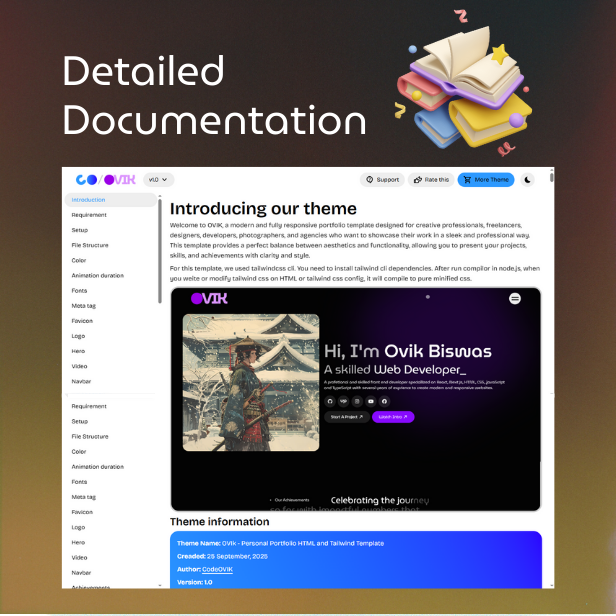 Detailed
Documentation
CO/OVIK
v1.0
Support
Rate this
More Theme
Introduction
Requirement
Setup
File Structure
Color
Animation duration
Fonts
Meta tag
Favicon
Logo
Hero
Video
Navbar
Requirement
Setup
File Structure
Color
Animation duration
Fonts
Meta tag
Favicon
Logo
Hero
Video
Navbar
Achievements
Introducing our theme
Welcome to OVIK, a modern and fully responsive portfolio template designed for creative professionals, freelancers,
designers, developers, photographers, and agencies who want to showcase their work in a sleek and professional way.
This template provides a perfect balance between aesthetics and functionality, allowing you to present your projects,
skills, and achievements with clarity and style.
For this template, we used tailwindcss cli. You need to install tailwind cli dependencies. After run compilor in node.js, when
you weite or modify tailwind css on HTML or tailwind css config, it will compile to pure minified css.
OVIK
Hi, I'm Ovik Biswas
A skilled Web Developer_
A professional and skilled front end developer specialized on React, Next.js, HTML, CSS, JavaScript
and TypeScript with several years of experience to create modern and responsive websites.
Start A Project
Watch Intro
Our Achievements
Celebrating the journey
so far with impactful numbers that
Theme information
Theme Name: OVIK - Personal Portfolio HTML and Tailwind Template
Created: 25 September, 2025
Author: CodeOVIK
Version: 1.0